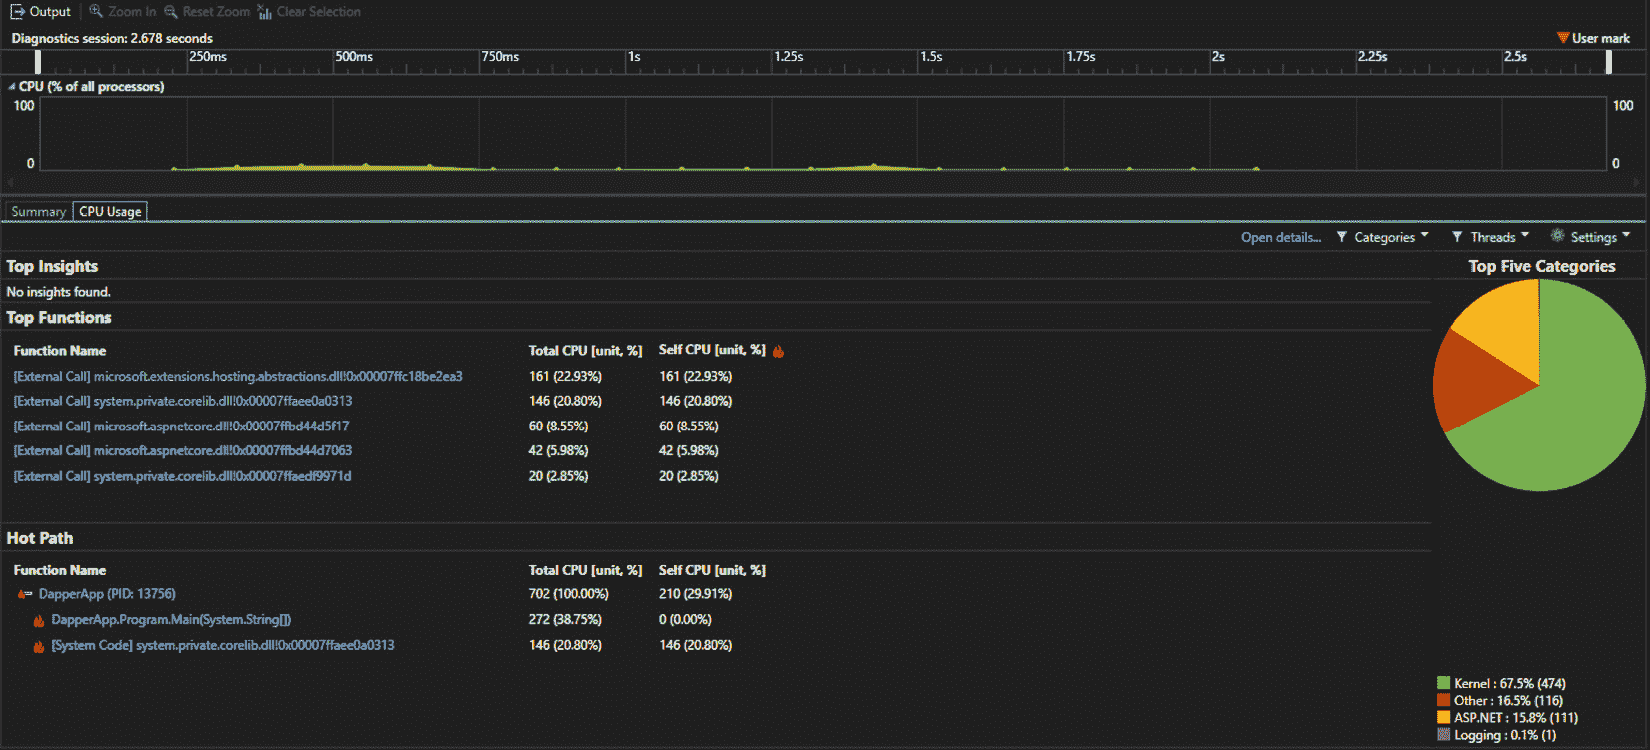 Output Zoom In Reset Zoom Clear Selection
Diagnostics session: 2.678 seconds User mark
250ms 500ms 750ms 1s 1.25s 1.5s 1.75s 2s 2.25s 2.5s
CPU (% of all processors)
100 100
0 0
Summary CPU Usage
Open details... Categories Threads Settings
Top Insights
No insights found.
Top Functions
Function Name Total CPU [unit, %] Self CPU [unit, %]
[External Call] microsoft.extensions.hosting.abstractions.dll!0x00007ffc18be2ea3 161 (22.93%) 161 (22.93%)
[External Call] system.private.corelib.dll!0x00007ffaee0a0313 146 (20.80%) 146 (20.80%)
[External Call] microsoft.aspnetcore.dll!0x00007ffbd44d5f17 60 (8.55%) 60 (8.55%)
[External Call] microsoft.aspnetcore.dll!0x00007ffbd44d7063 42 (5.98%) 42 (5.98%)
[External Call] system.private.corelib.dll!0x00007ffaedf9971d 20 (2.85%) 20 (2.85%)
Hot Path
Function Name Total CPU [unit, %] Self CPU [unit, %]
DapperApp (PID: 13756) 702 (100.00%) 210 (29.91%)
DapperApp.Program.Main(System.String[]) 272 (38.75%) 0 (0.00%)
[System Code] system.private.corelib.dll!0x00007ffaee0a0313 146 (20.80%) 146 (20.80%)
Top Five Categories
Kernel : 67.5% (474)
Other : 16.5% (116)
ASP.NET : 15.8% (111)
Logging : 0.1% (1)